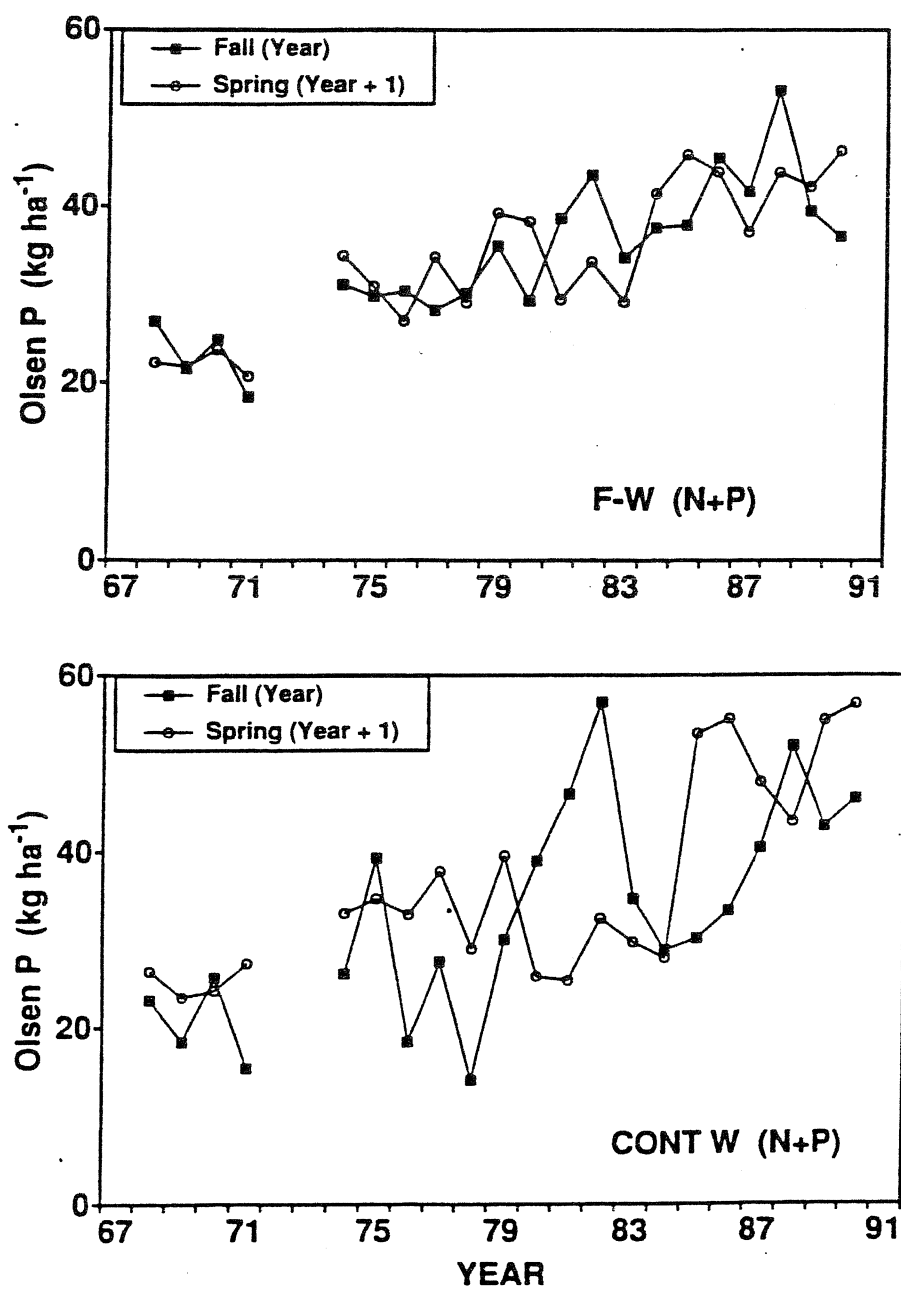 60
Fall (Year)
Spring (Year + 1)
40
Olsen P (kg ha⁻¹)
20
F-W (N+P)
0
67 71 75 79 83 87 91
60
Fall (Year)
Spring (Year + 1)
40
Olsen P (kg ha⁻¹)
20
CONT W (N+P)
0
67 71 75 79 83 87 91
YEAR